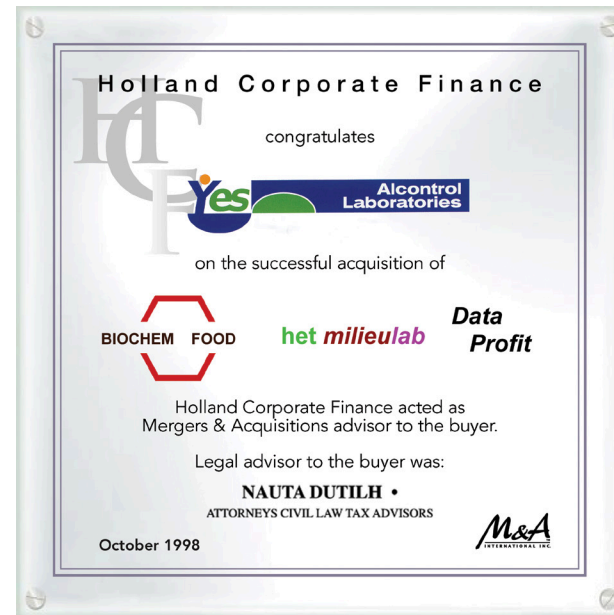 Holland Corporate Finance
HCF
congratulates
Yes
Alcontrol
Laboratories
on the successful acquisition of
BIOCHEM FOOD
het milieulab
Data
Profit
Holland Corporate Finance acted as
Mergers & Acquisitions advisor to the buyer.
Legal advisor to the buyer was:
NAUTA DUTILH •
ATTORNEYS CIVIL LAW TAX ADVISORS
October 1998
M&A
INTERNATIONAL INC.